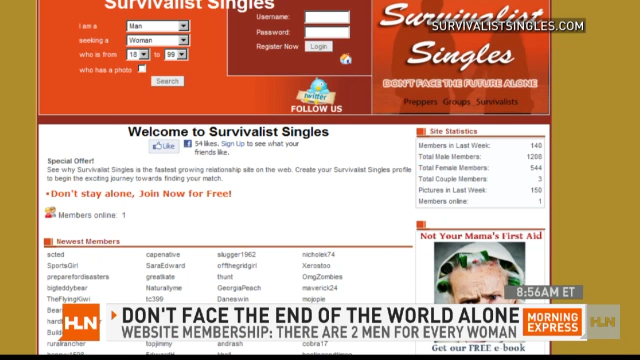 Survivalist Singles
SURVIVALISTSINGLES.COM
I am a Man
seeking a Woman
who is from 18 to 99
who has a photo
Search
Username:
Password:
Register Now Login
twitter
FOLLOW US
Survivalist
Singles
DON'T FACE THE FUTURE ALONE
Preppers Groups Survivalists
Welcome to Survivalist Singles
Like 54 likes. Sign Up to see what your
friends like.
Special Offer!
See why Survivalist Singles is the fastest growing relationship site on the web. Create your Survivalist Singles profile
to begin the exciting journey towards finding your match.
Don't stay alone, Join Now for Free!
Members online: 1
Newest Members
acted capenative slugger1962 nicholek74
SportsGirl SaraEdward offthegridgirl Xerostoo
preparefordisasters greatkate thunt OmgZombies
bigteddybear Naturallyme GeorgiaPeach maverick24
TheFlyingKiwi tc399 Daneswin mojopie
ruralrancher topjimmy andrash cobra17
Site Statistics
Members in Last Week: 140
Total Male Members: 1208
Total Female Members: 544
Total Couple Members: 3
Pictures in Last Week: 150
Members online: 1
Not Your Mama's First Aid
Get our FREE e-book
8:56AM ET
HLN
DON'T FACE THE END OF THE WORLD ALONE
WEBSITE MEMBERSHIP: THERE ARE 2 MEN FOR EVERY WOMAN
MORNING
EXPRESS
HLN